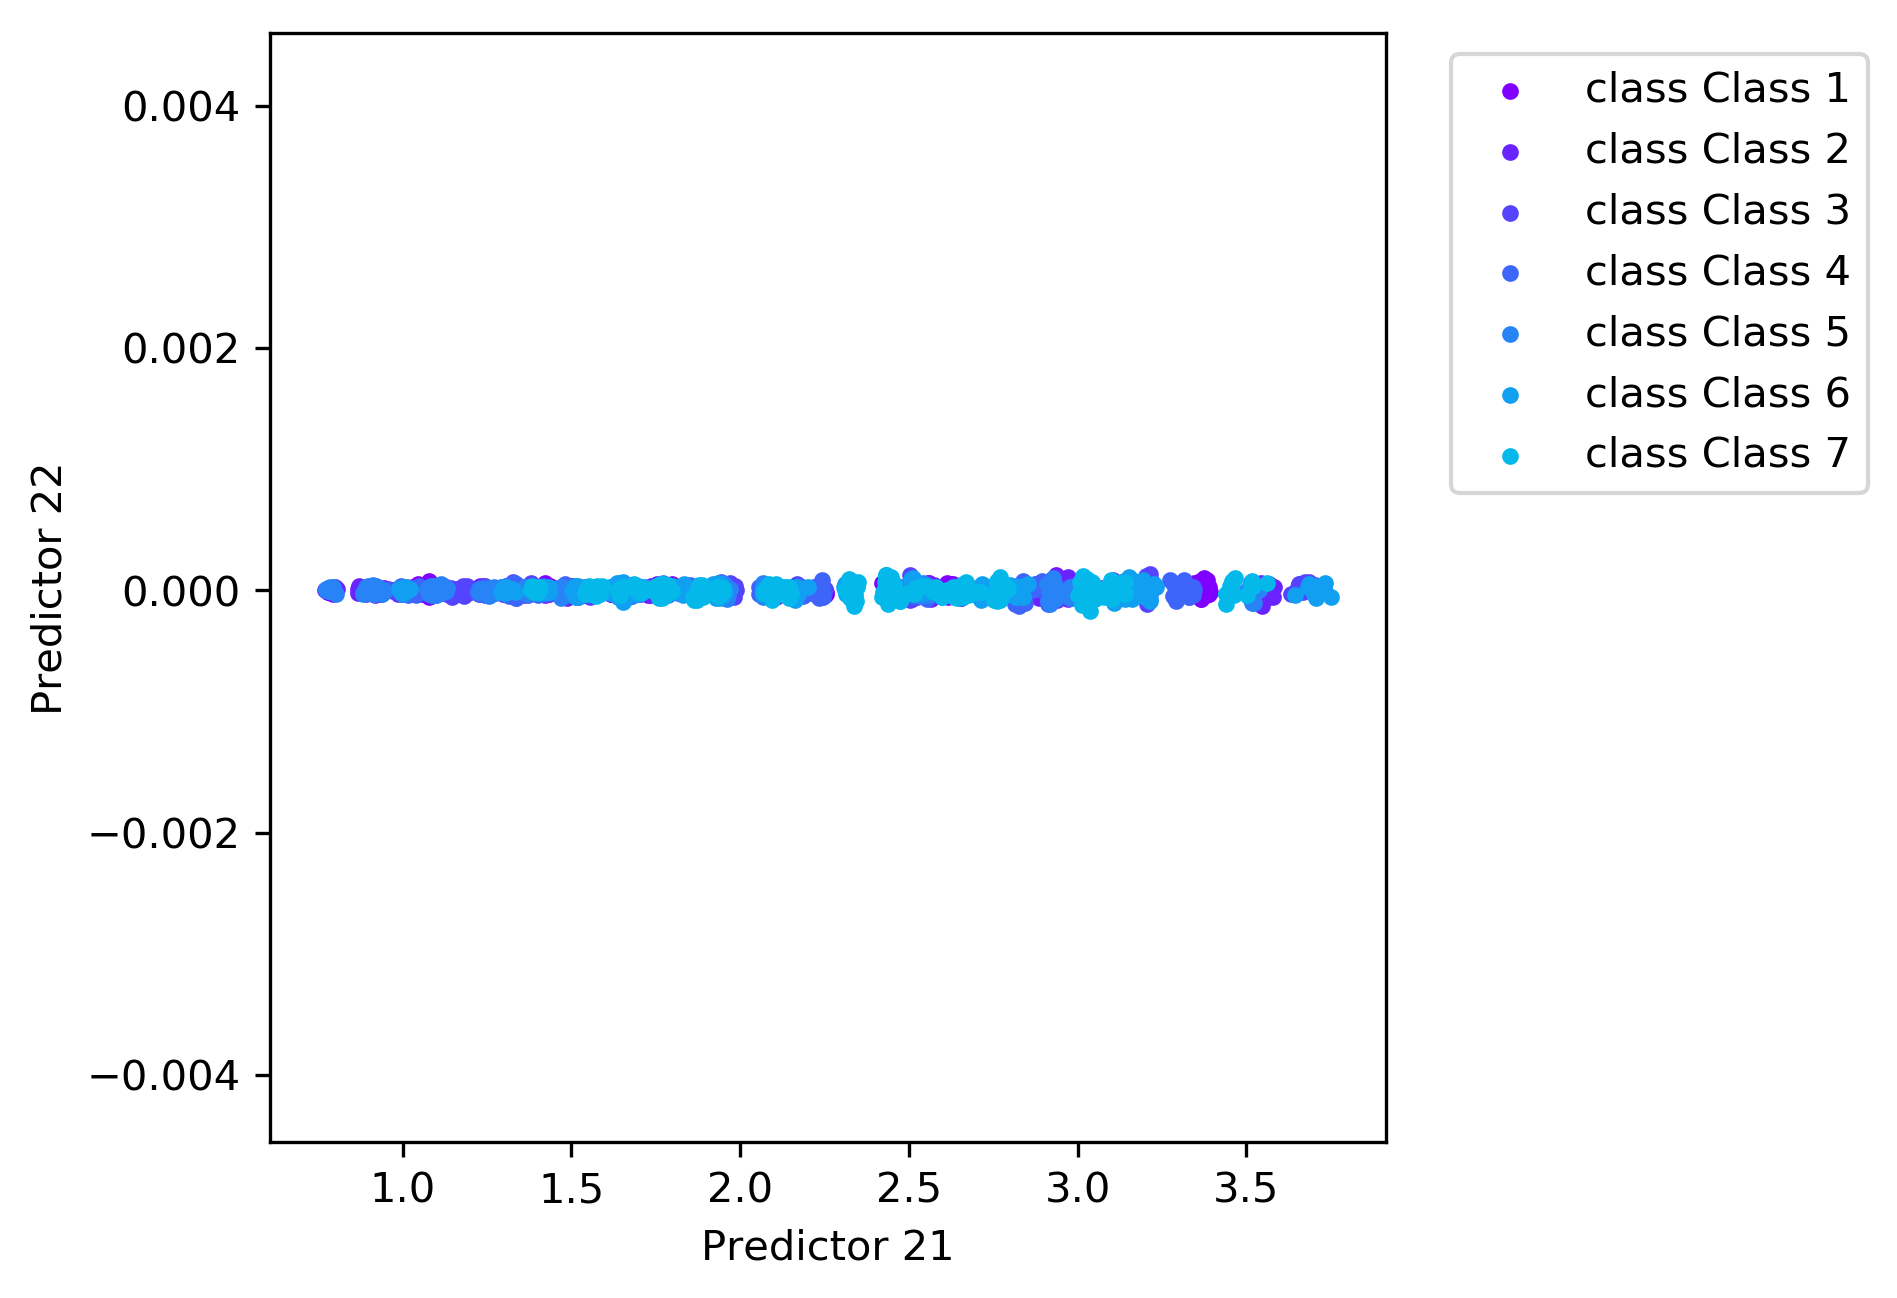 0.004
0.002
0.000
−0.002
−0.004
Predictor 22
1.0 1.5 2.0 2.5 3.0 3.5
Predictor 21
class Class 1
class Class 2
class Class 3
class Class 4
class Class 5
class Class 6
class Class 7